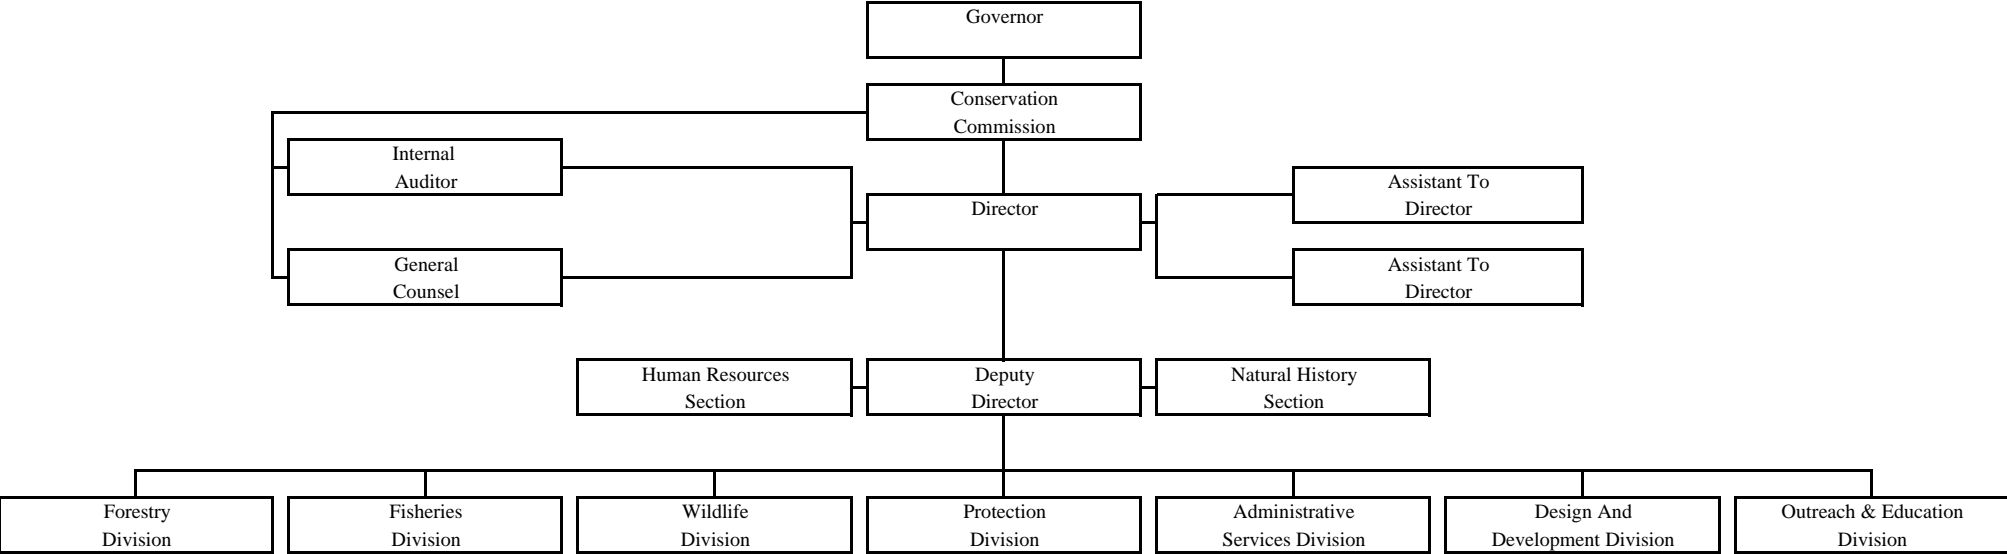 Governor
Conservation
Commission
Internal
Auditor
Assistant To
Director
Director
General
Counsel
Assistant To
Director
Human Resources
Section
Deputy
Director
Natural History
Section
Forestry
Division
Fisheries
Division
Wildlife
Division
Protection
Division
Administrative
Services Division
Design And
Development Division
Outreach & Education
Division